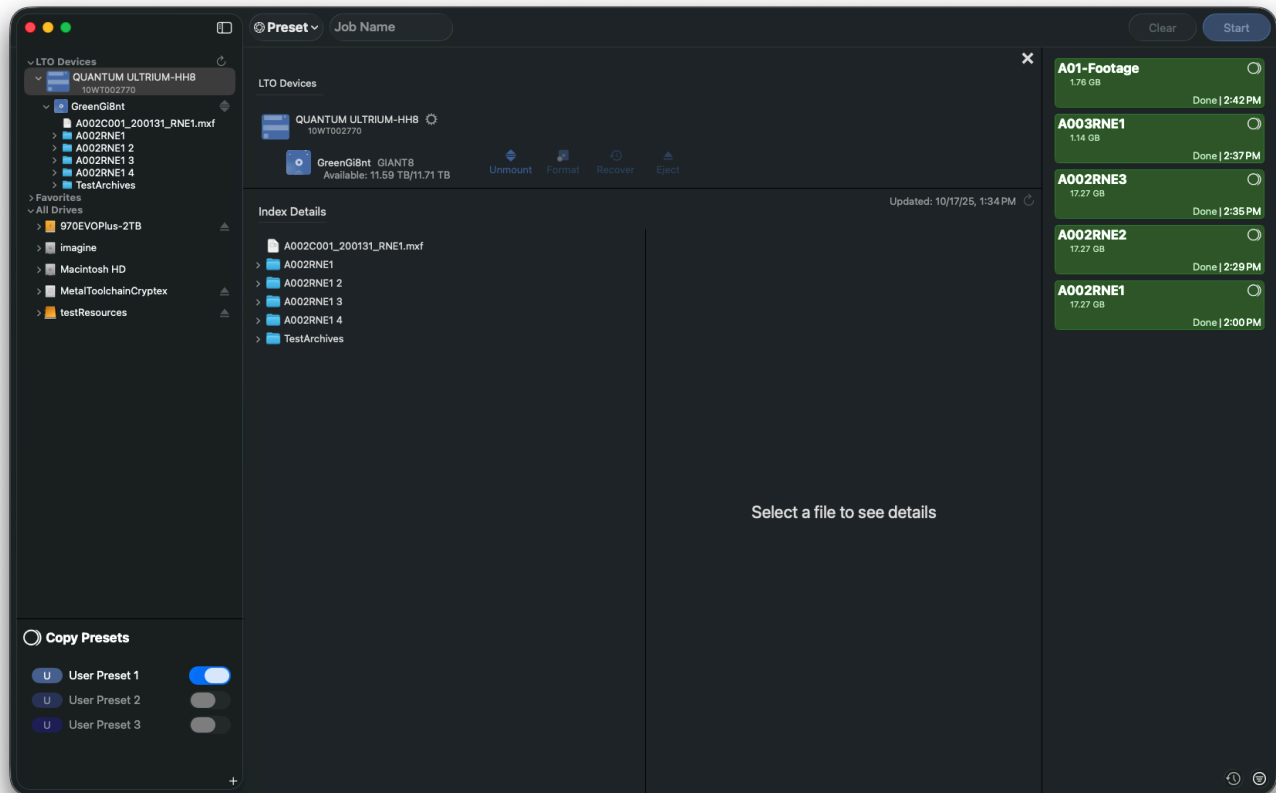 Preset
Job Name
Clear
Start
LTO Devices
QUANTUM ULTRIUM-HH8
10WT002770
GreenGi8nt
A002C001_200131_RNE1.mxf
A002RNE1
A002RNE1 2
A002RNE1 3
A002RNE1 4
TestArchives
Favorites
All Drives
970EVOPlus-2TB
imagine
Macintosh HD
MetalToolchainCryptex
testResources
Copy Presets
U User Preset 1
U User Preset 2
U User Preset 3
+
LTO Devices
QUANTUM ULTRIUM-HH8
10WT002770
GreenGi8nt GIANT8
Available: 11.59 TB/11.71 TB
Unmount
Format
Recover
Eject
Updated: 10/17/25, 1:34 PM
Index Details
A002C001_200131_RNE1.mxf
A002RNE1
A002RNE1 2
A002RNE1 3
A002RNE1 4
TestArchives
Select a file to see details
A01-Footage
1.76 GB
Done | 2:42 PM
A003RNE1
1.14 GB
Done | 2:37 PM
A002RNE3
17.27 GB
Done | 2:35 PM
A002RNE2
17.27 GB
Done | 2:29 PM
A002RNE1
17.27 GB
Done | 2:00 PM